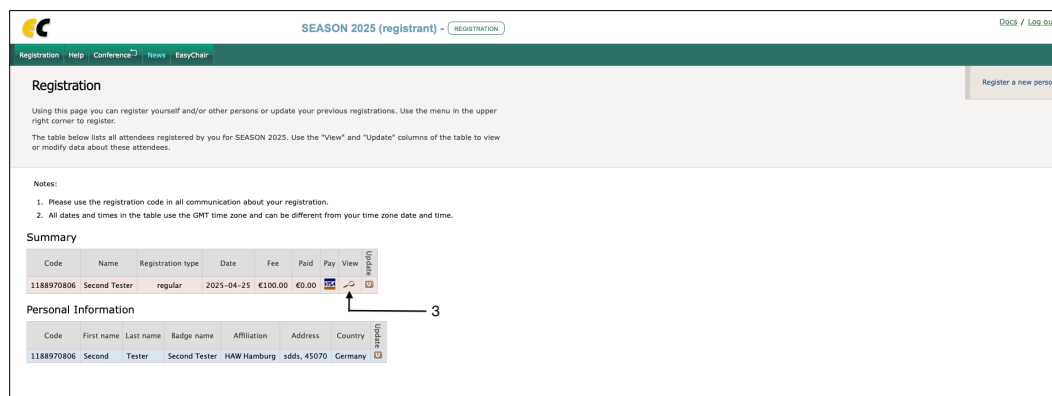 EC
SEASON 2025 (registrant) - REGISTRATION
Docs / Log ou
Registration Help Conference News EasyChair
Registration
Register a new perso
Using this page you can register yourself and/or other persons or update your previous registrations. Use the menu in the upper
right corner to register.
The table below lists all attendees registered by you for SEASON 2025. Use the "View" and "Update" columns of the table to view
or modify data about these attendees.
Notes:
1. Please use the registration code in all communication about your registration.
2. All dates and times in the table use the GMT time zone and can be different from your time zone date and time.
Summary
Code Name Registration type Date Fee Paid Pay View Update
1188970806 Second Tester regular 2025-04-25 €100.00 €0.00 VISA U
3
Personal Information
Code First name Last name Badge name Affiliation Address Country Update
1188970806 Second Tester Second Tester HAW Hamburg sdds, 45070 Germany U